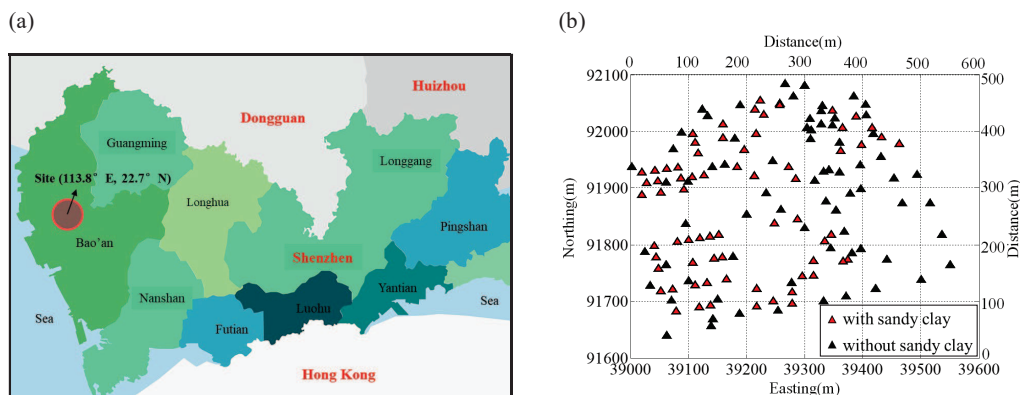 (a)
Huizhou
Dongguan
Guangming
Longgang
Site (113.8° E, 22.7° N)
Longhua
Pingshan
Bao'an
Shenzhen
Yantian
Nanshan
Luohu
Sea
Sea
Futian
Hong Kong
(b)
Distance(m)
0 100 200 300 400 500 600
92100 500
92000 400
91900 300
91800 200
91700 100
91600 0
Northing(m)
Distance(m)
with sandy clay
without sandy clay
39000 39100 39200 39300 39400 39500 39600
Easting(m)